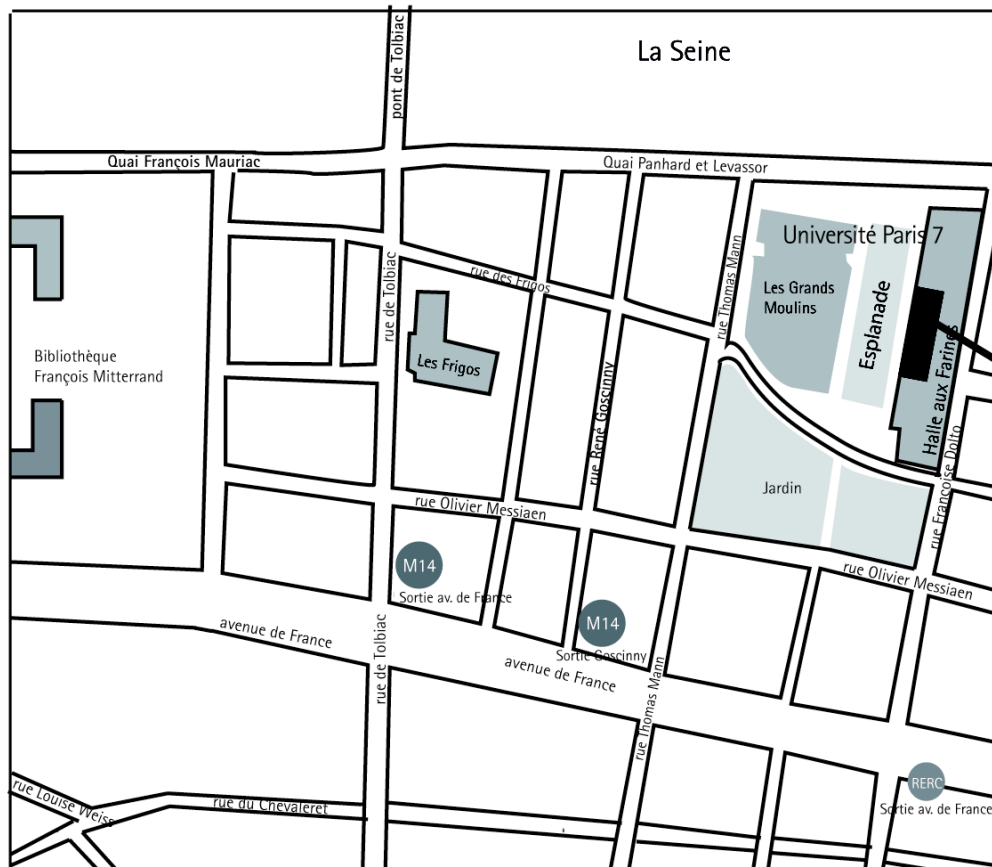 pont de Tolbiac
La Seine
Quai François Mauriac
Quai Panhard et Levassor
rue de Tolbiac
rue des Frigos
rue Thomas Mann
Université Paris 7
Les Grands
Moulins
Esplanade
Halle aux Farines
Bibliothèque
François Mitterrand
Les Frigos
rue René Goscinny
rue Françoise Dolto
Jardin
rue Olivier Messiaen
rue Olivier Messiaen
M14
Sortie av. de France
M14
Sortie Goscinny
avenue de France
avenue de France
rue de Tolbiac
rue Thomas Mann
RERC
Sortie av. de France
rue Louise Weiss
rue du Chevaleret